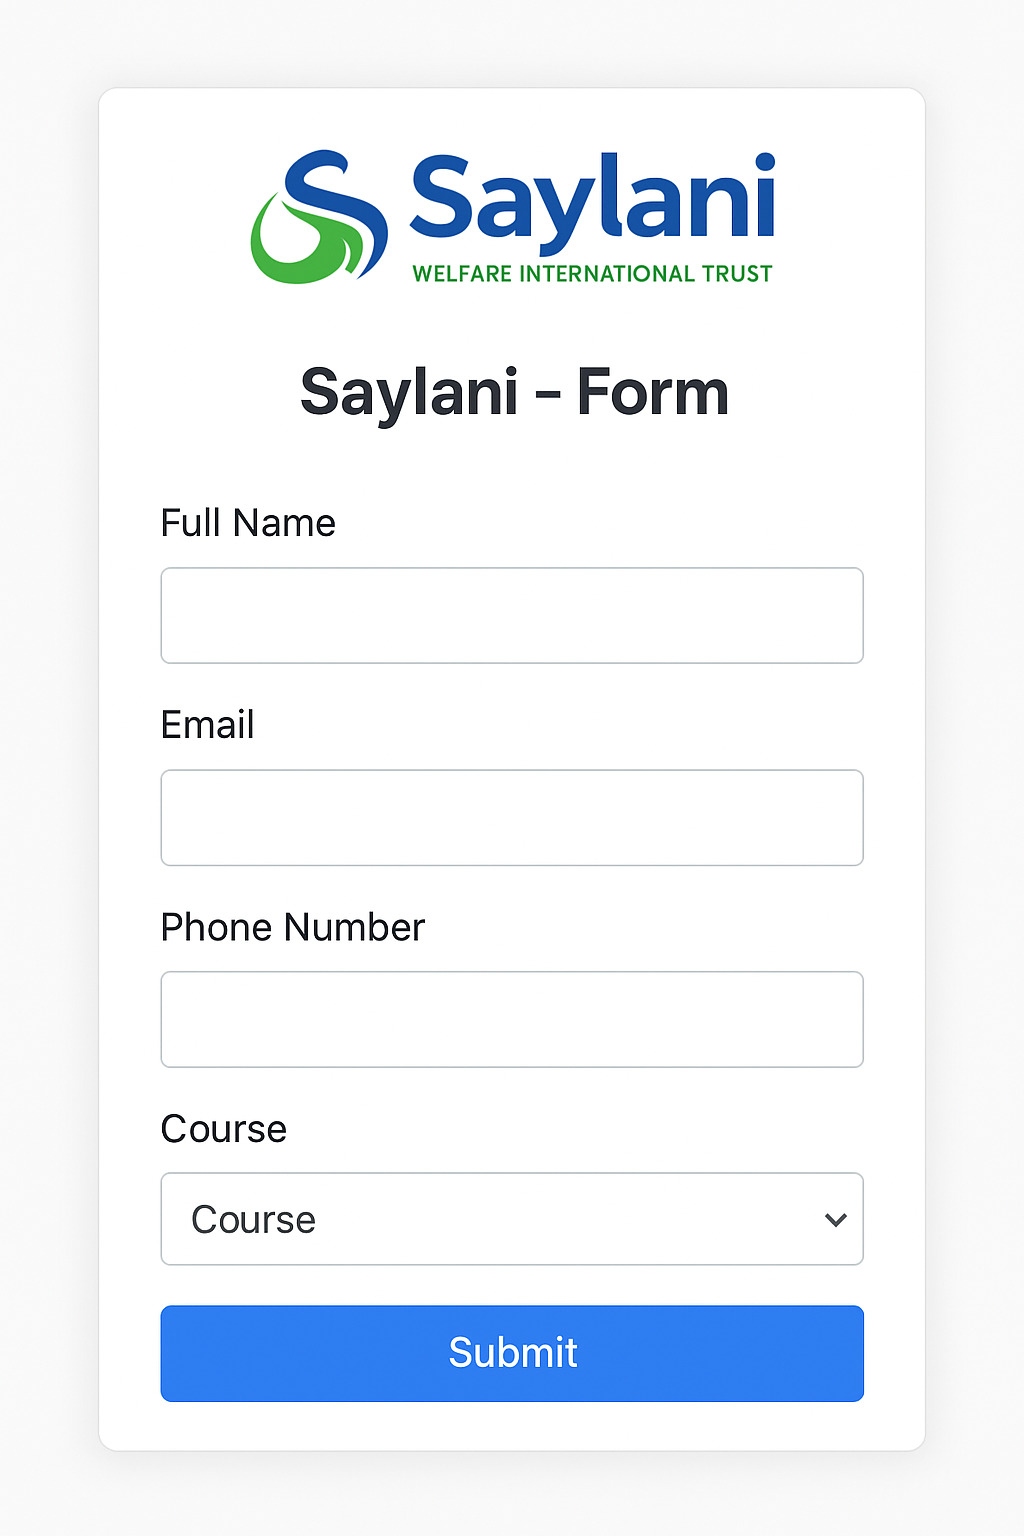 Saylani
WELFARE INTERNATIONAL TRUST
Saylani – Form
Full Name
Email
Phone Number
Course
Course
Submit